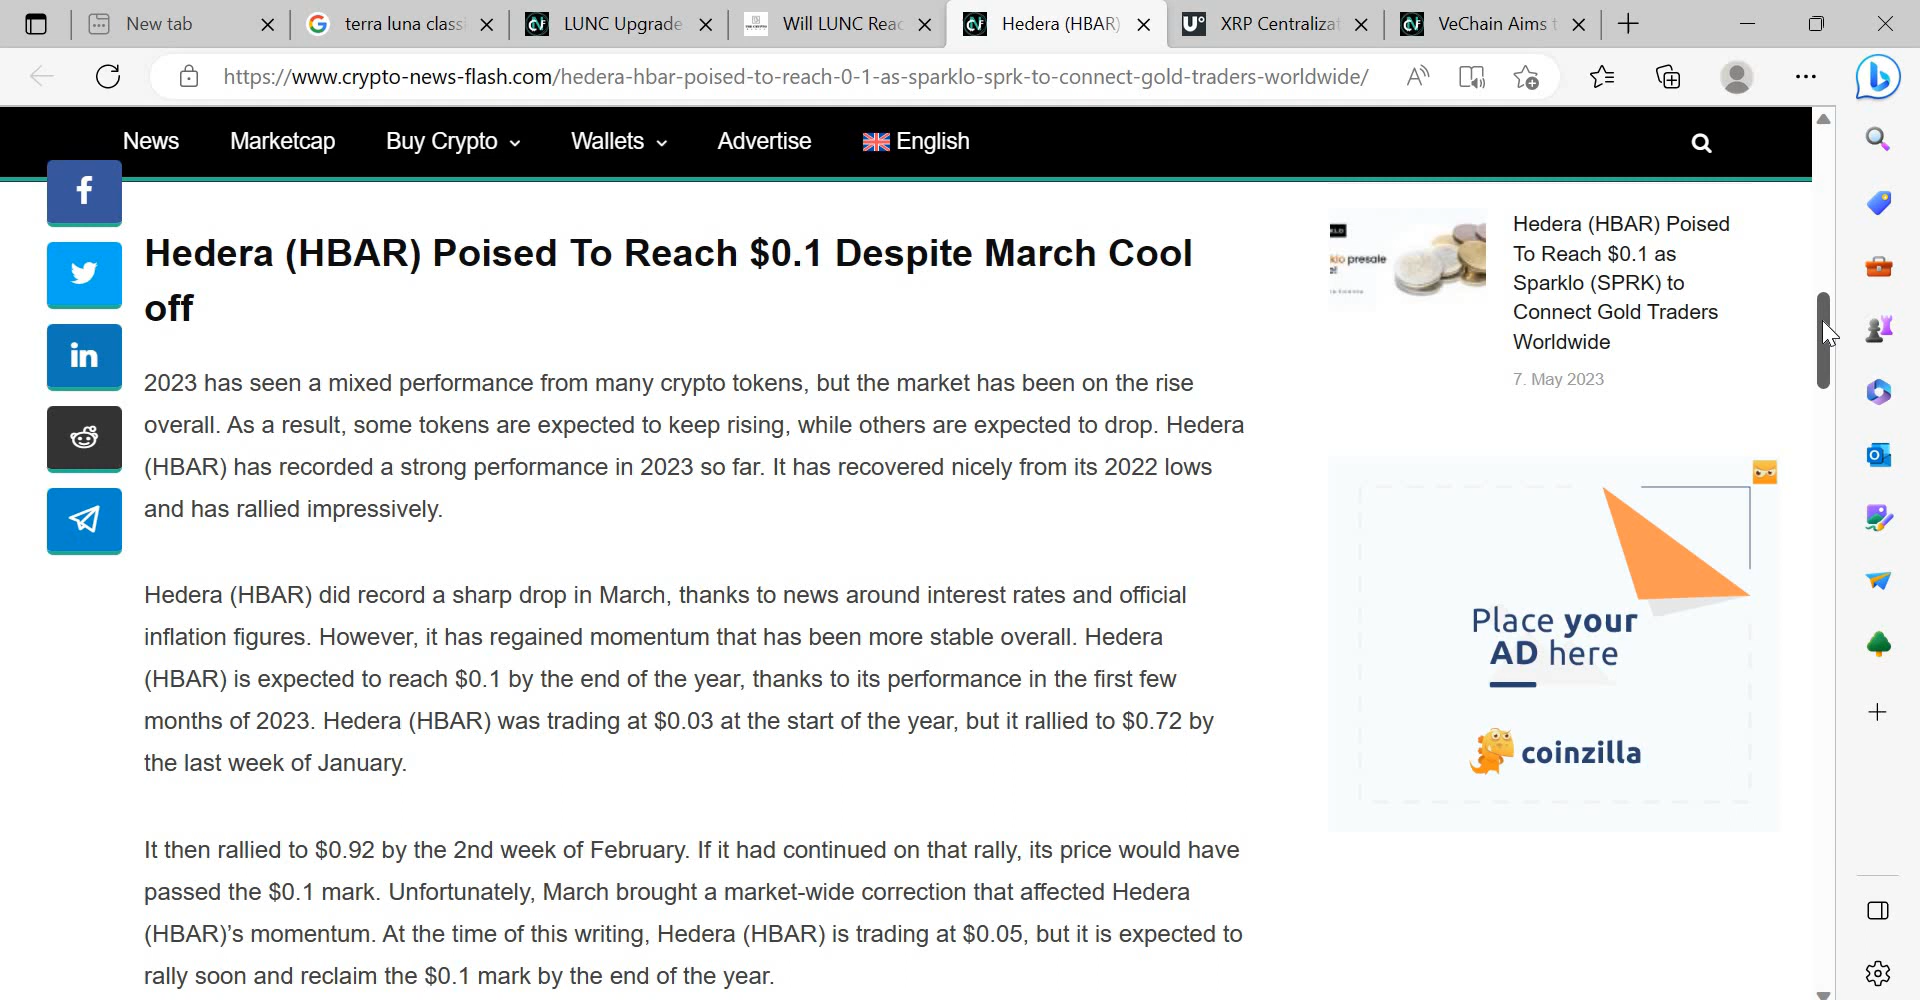 New tab
terra luna classi
LUNC Upgrade
Will LUNC Reac
Hedera (HBAR)
XRP Centralizat
VeChain Aims t
https://www.crypto-news-flash.com/hedera-hbar-poised-to-reach-0-1-as-sparklo-sprk-to-connect-gold-traders-worldwide/
News
Marketcap
Buy Crypto
Wallets
Advertise
English
Hedera (HBAR) Poised To Reach $0.1 Despite March Cool
off
2023 has seen a mixed performance from many crypto tokens, but the market has been on the rise
overall. As a result, some tokens are expected to keep rising, while others are expected to drop. Hedera
(HBAR) has recorded a strong performance in 2023 so far. It has recovered nicely from its 2022 lows
and has rallied impressively.
Hedera (HBAR) did record a sharp drop in March, thanks to news around interest rates and official
inflation figures. However, it has regained momentum that has been more stable overall. Hedera
(HBAR) is expected to reach $0.1 by the end of the year, thanks to its performance in the first few
months of 2023. Hedera (HBAR) was trading at $0.03 at the start of the year, but it rallied to $0.72 by
the last week of January.
It then rallied to $0.92 by the 2nd week of February. If it had continued on that rally, its price would have
passed the $0.1 mark. Unfortunately, March brought a market-wide correction that affected Hedera
(HBAR)'s momentum. At the time of this writing, Hedera (HBAR) is trading at $0.05, but it is expected to
rally soon and reclaim the $0.1 mark by the end of the year.
klo presale
Hedera (HBAR) Poised
To Reach $0.1 as
Sparklo (SPRK) to
Connect Gold Traders
Worldwide
7. May 2023
Place your
AD here
coinzilla